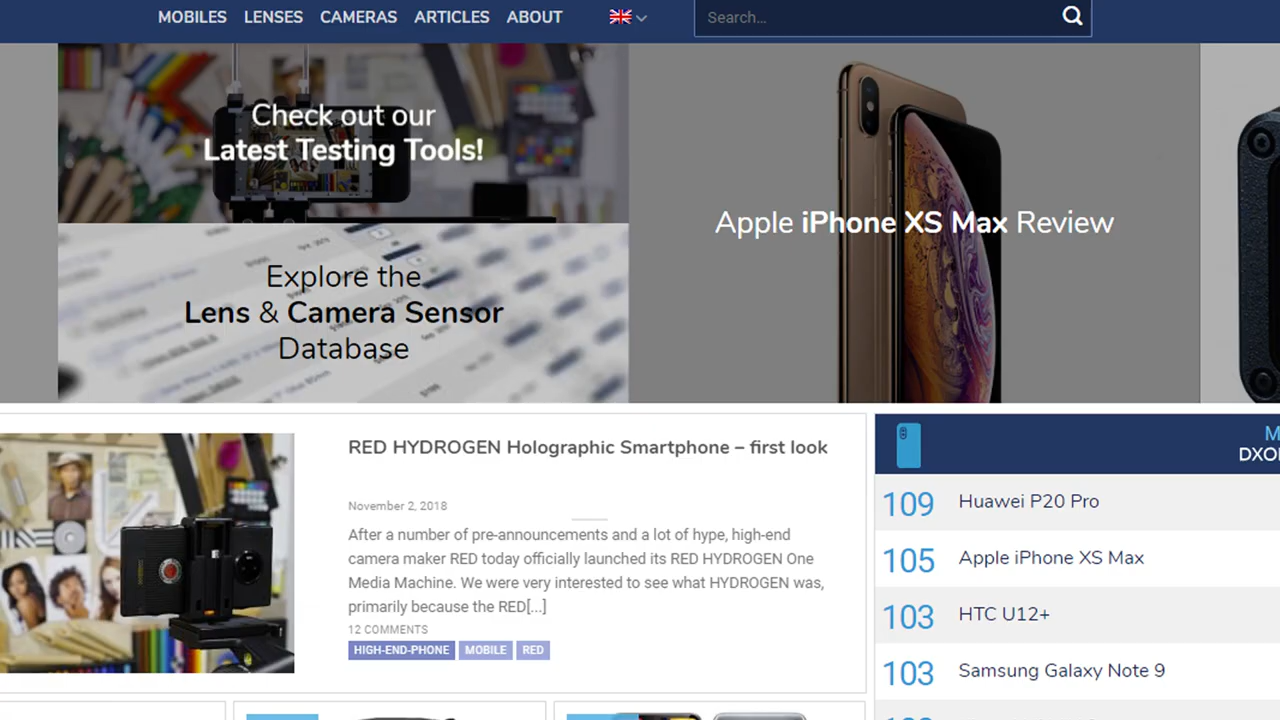 MOBILES LENSES CAMERAS ARTICLES ABOUT
Search...
Check out our
Latest Testing Tools!
Explore the
Lens & Camera Sensor
Database
Apple iPhone XS Max Review
RED HYDROGEN Holographic Smartphone – first look
November 2, 2018
After a number of pre-announcements and a lot of hype, high-end
camera maker RED today officially launched its RED HYDROGEN One
Media Machine. We were very interested to see what HYDROGEN was,
primarily because the RED[...]
12 COMMENTS
HIGH-END-PHONE MOBILE RED
109 Huawei P20 Pro
105 Apple iPhone XS Max
103 HTC U12+
103 Samsung Galaxy Note 9